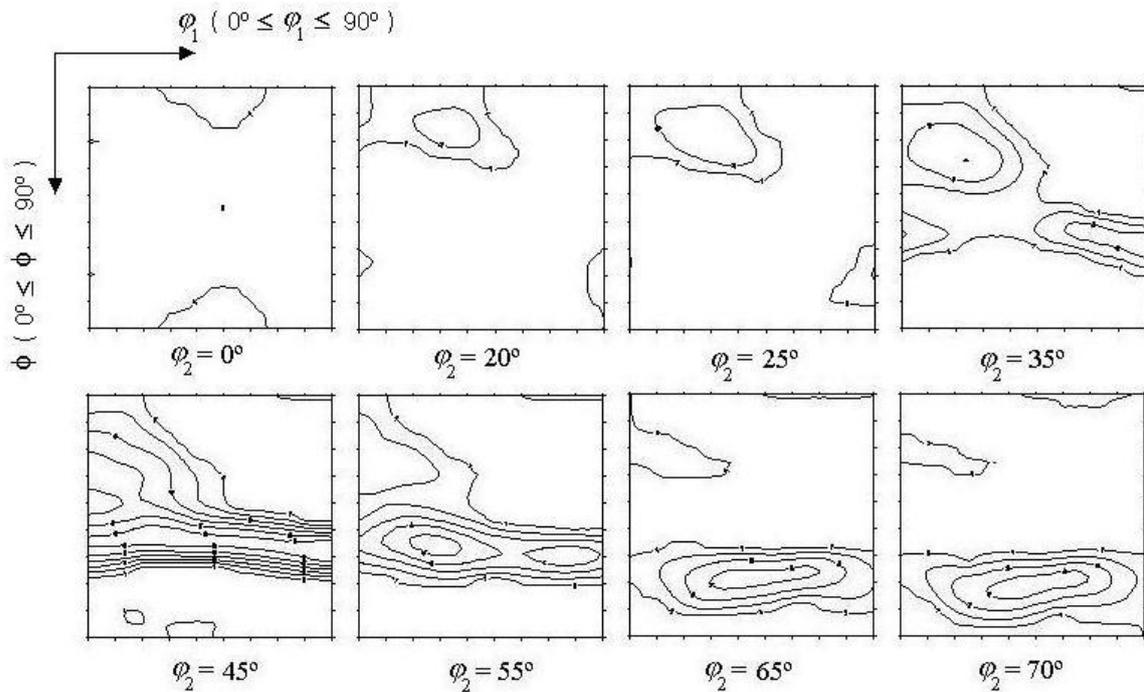 φ₁ ( 0° ≤ φ₁ ≤ 90° )
ϕ ( 0° ≤ ϕ ≤ 90° )
φ₂ = 0°
φ₂ = 20°
φ₂ = 25°
φ₂ = 35°
φ₂ = 45°
φ₂ = 55°
φ₂ = 65°
φ₂ = 70°